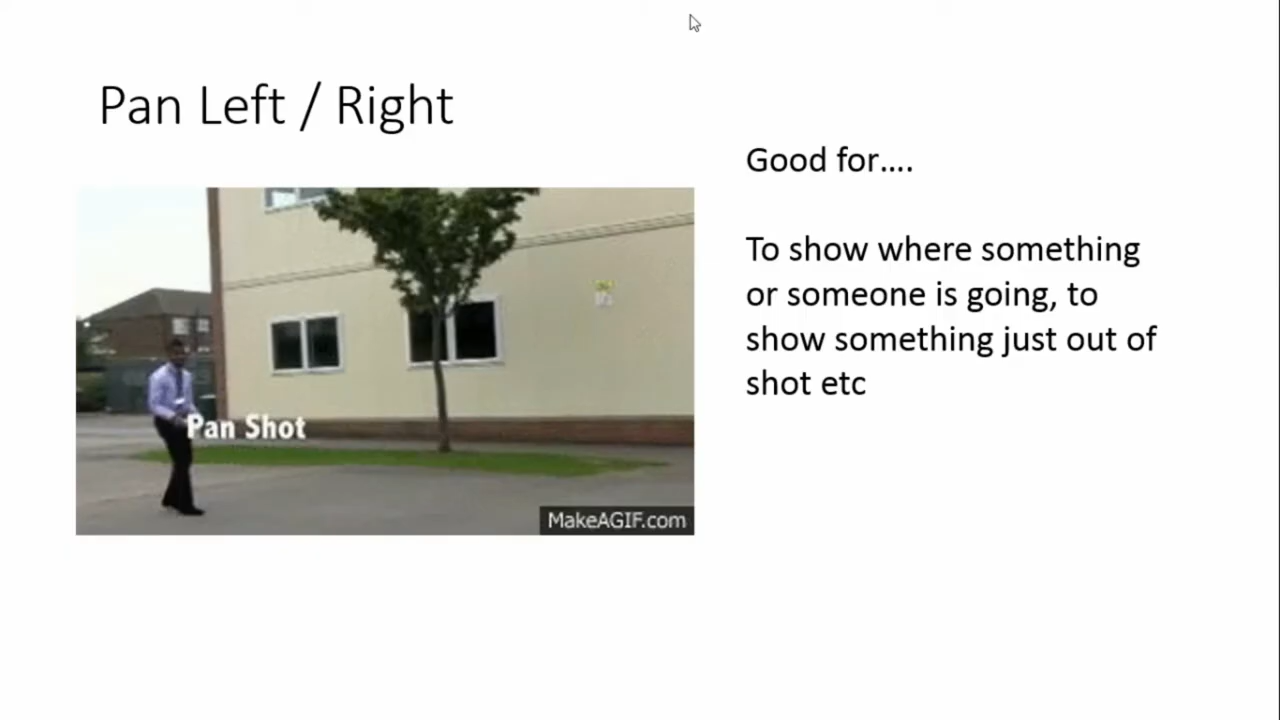 Pan Left / Right
Good for....
To show where something
or someone is going, to
show something just out of
shot etc
Pan Shot
MakeAGIF.com